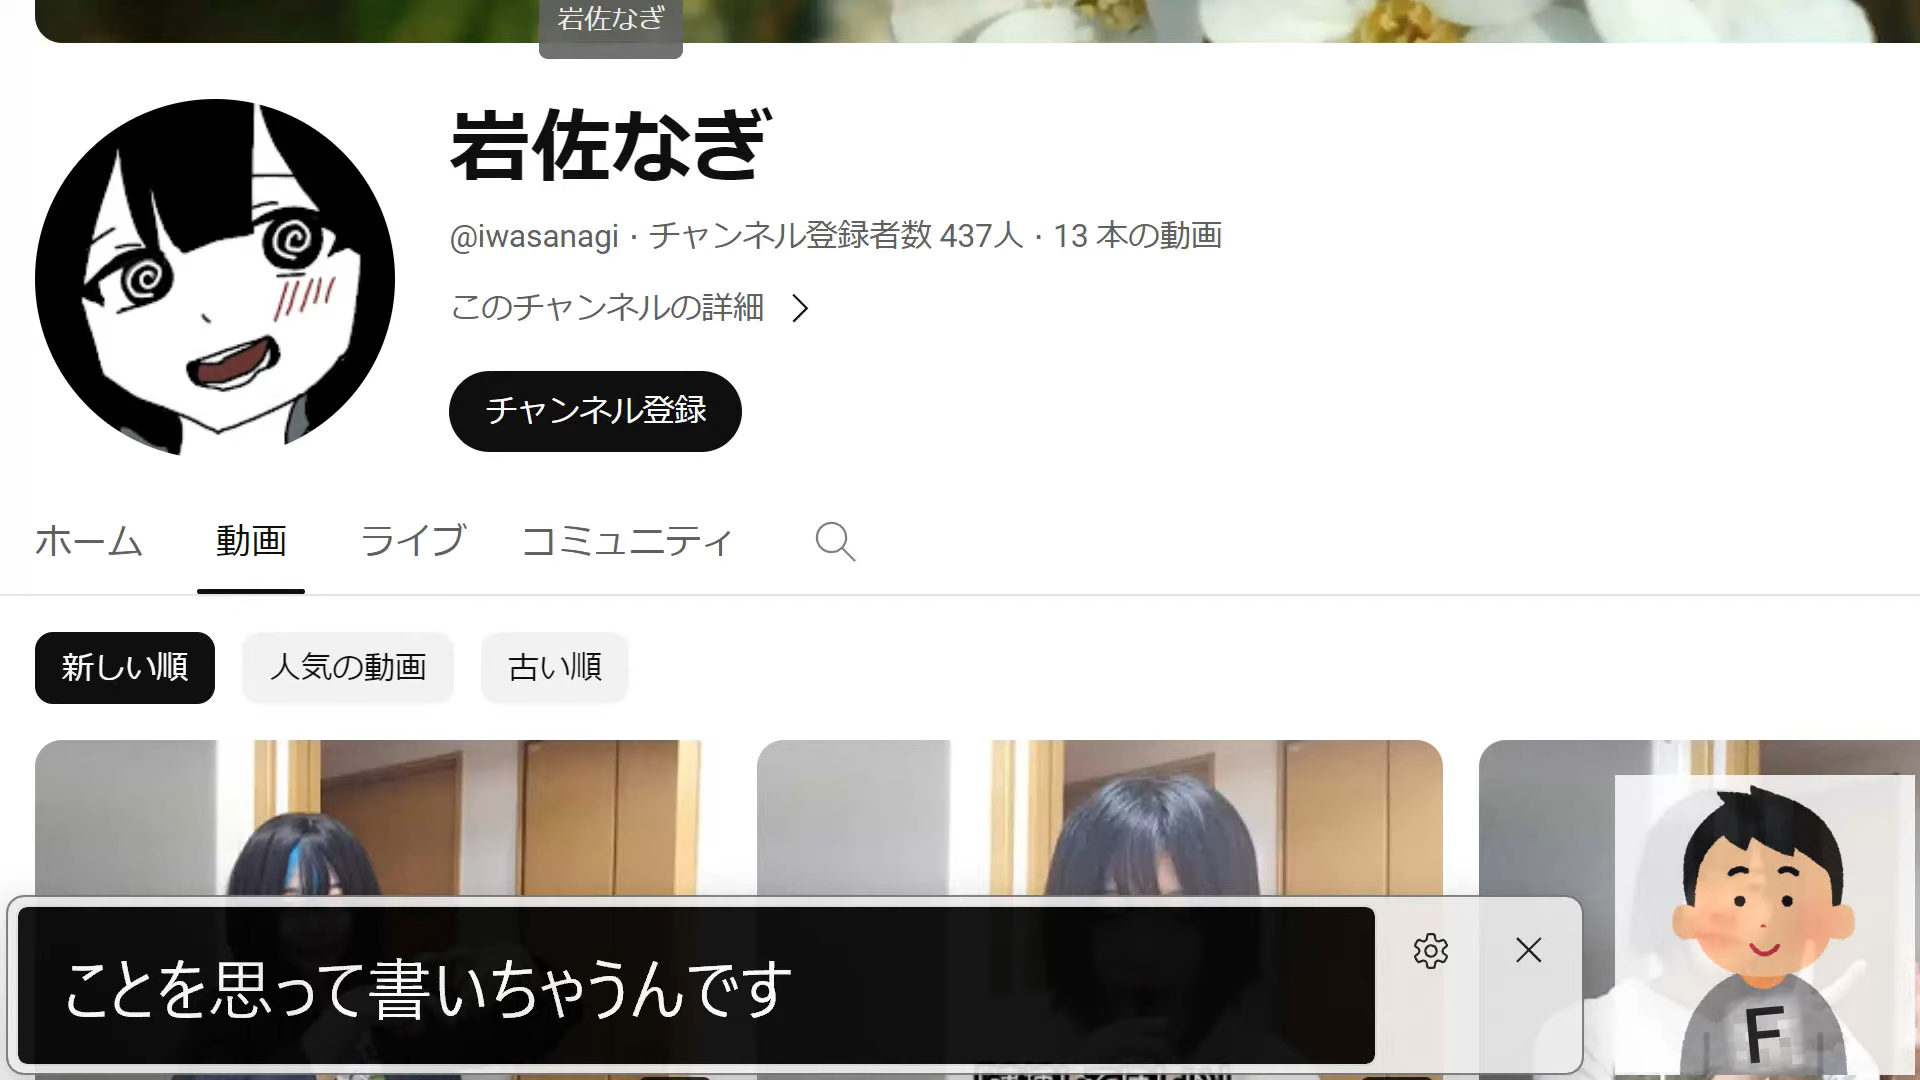 岩佐なぎ
岩佐なぎ
@iwasanagi · チャンネル登録者数 437人 · 13 本の動画
このチャンネルの詳細
チャンネル登録
ホーム 動画 ライブ コミュニティ
新しい順 人気の動画 古い順
ことを思って書いちゃうんです
F